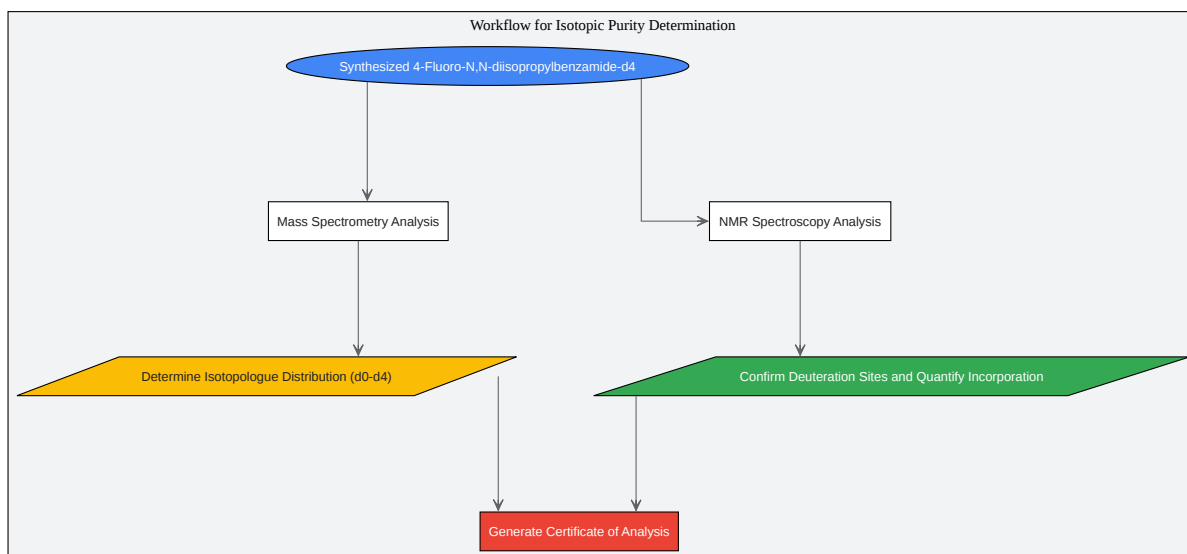 Workflow for Isotopic Purity Determination
Synthesized 4-Fluoro-N,N-diisopropylbenzamide-d4
Mass Spectrometry Analysis
NMR Spectroscopy Analysis
Determine Isotopologue Distribution (d0-d4)
Confirm Deuteration Sites and Quantify Incorporation
Generate Certificate of Analysis